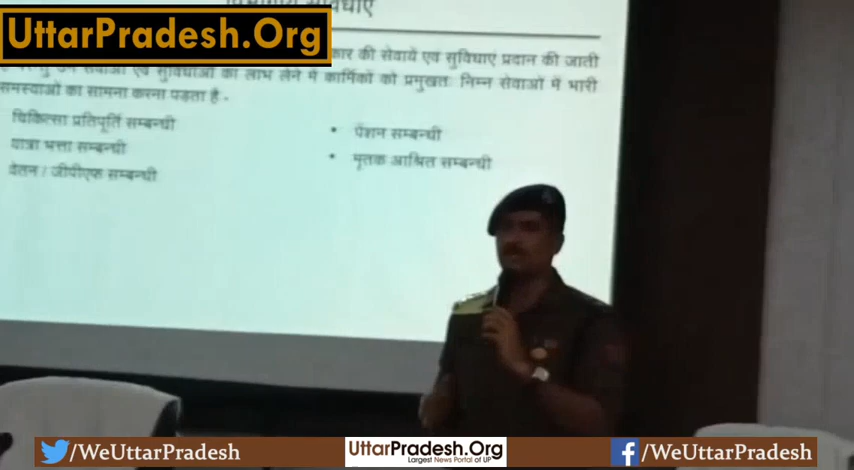 UttarPradesh.Org
विभागीय सुविधाएं
कार की सेवायें एवं सुविधाएं प्रदान की जाती
सेवाओं एवं सुविधाओं का लाभ लेने में कार्मिकों को प्रमुखतः निम्न सेवाओं में भारी
समस्याओं का सामना करना पड़ता है -
चिकित्सा प्रतिपूर्ति सम्बन्धी
यात्रा भत्ता सम्बन्धी
वेतन / जीपीएफ सम्बन्धी
• पेंशन सम्बन्धी
• मृतक आश्रित सम्बन्धी
/WeUttarPradesh
UttarPradesh.Org
Largest News Portal of UP
/WeUttarPradesh